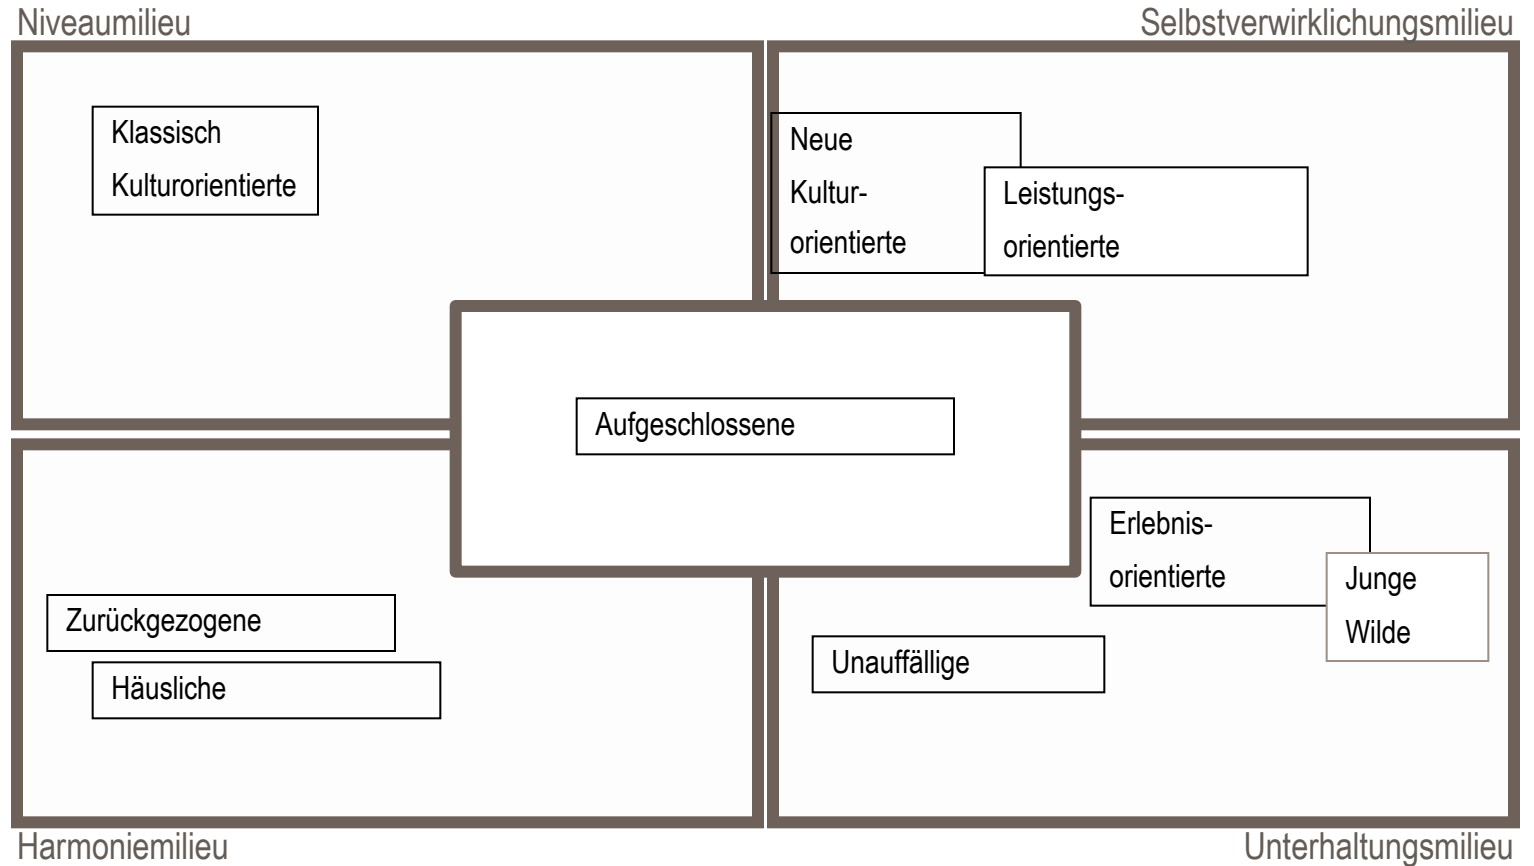 Niveaumilieu
Selbstverwirklichungsmilieu
Klassisch
Kulturorientierte
Neue
Kultur-
orientierte
Leistungs-
orientierte
Aufgeschlossene
Erlebnis-
orientierte
Junge
Wilde
Zurückgezogene
Häusliche
Unauffällige
Harmoniemilieu
Unterhaltungsmilieu